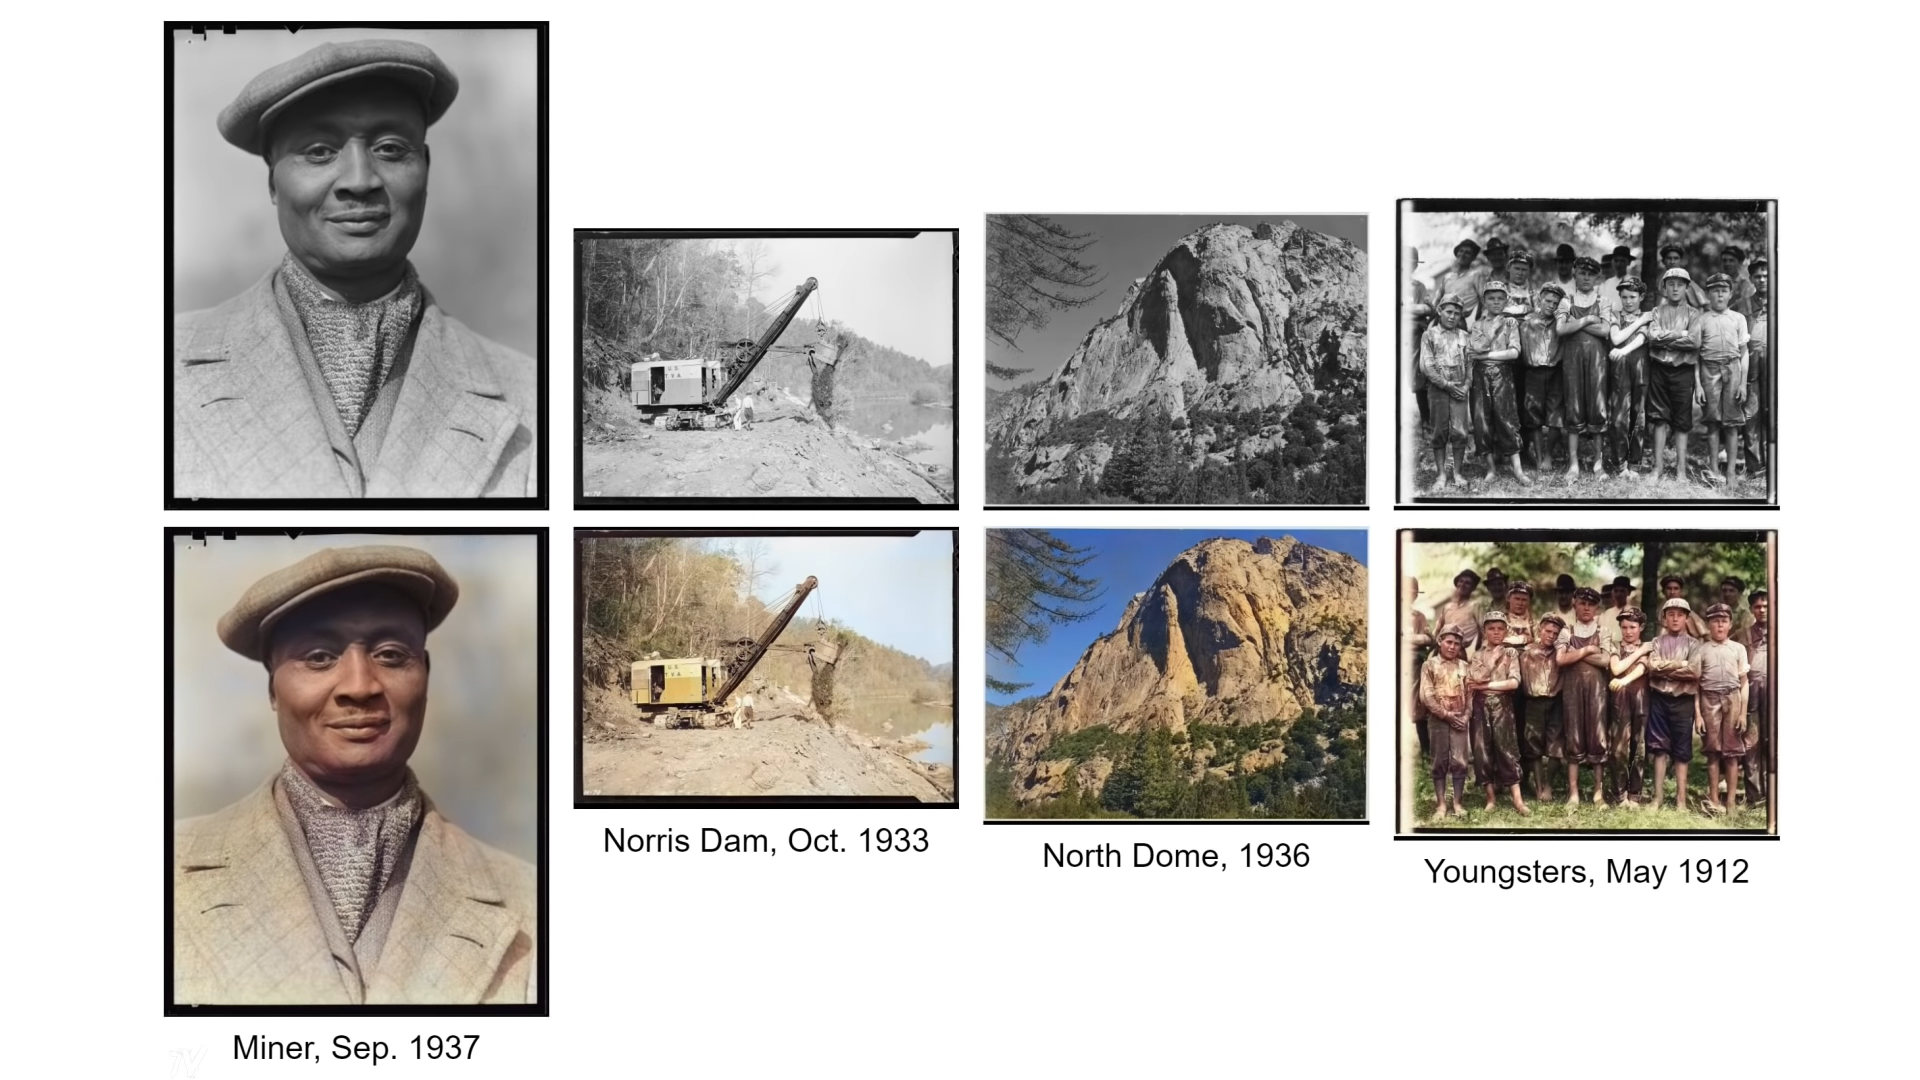 U.S.
T.V.A.
U.S.
T.V.A.
Norris Dam, Oct. 1933
North Dome, 1936
Youngsters, May 1912
Miner, Sep. 1937